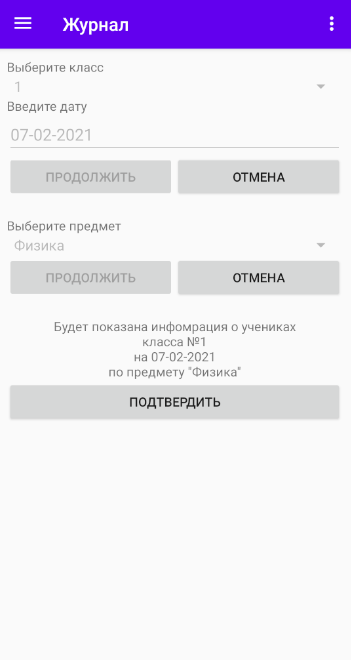 Журнал
Выберите класс
1
Введите дату
07-02-2021
ПРОДОЛЖИТЬ ОТМЕНА
Выберите предмет
Физика
ПРОДОЛЖИТЬ ОТМЕНА
Будет показана инфомрация о учениках
класса №1
на 07-02-2021
по предмету "Физика"
ПОДТВЕРДИТЬ